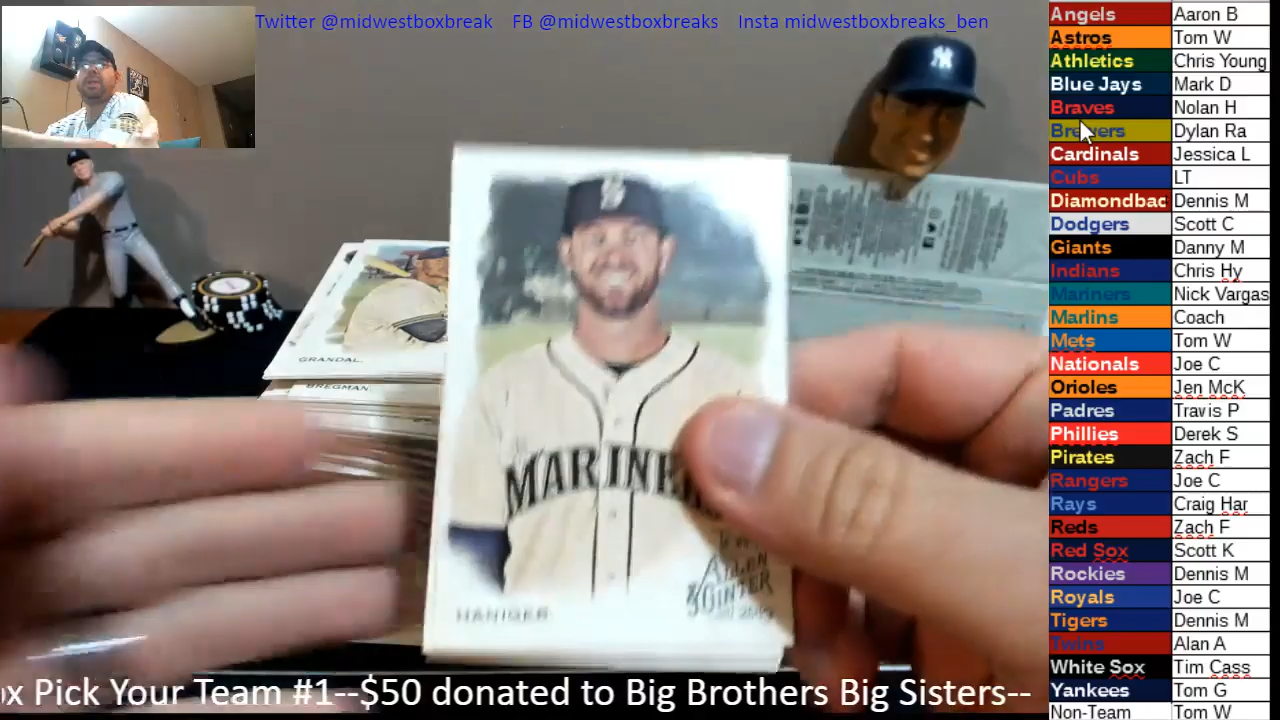 Twitter @midwestboxbreak FB @midwestboxbreaks Insta midwestboxbreaks_ben
Angels Aaron B
Astros Tom W
Athletics Chris Young
Blue Jays Mark D
Braves Nolan H
Brewers Dylan Ra
Cardinals Jessica L
Cubs LT
Diamondbac Dennis M
Dodgers Scott C
Giants Danny M
Indians Chris Hy
Mariners Nick Vargas
Marlins Coach
Mets Tom W
Nationals Joe C
Orioles Jen McK
Padres Travis P
Phillies Derek S
Pirates Zach F
Rangers Joe C
Rays Craig Har
Reds Zach F
Red Sox Scott K
Rockies Dennis M
Royals Joe C
Tigers Dennis M
Twins Alan A
White Sox Tim Cass
Yankees Tom G
Non-Team Tom W
GRANDAL
BREGMAN
MARINE
ALLEN
& GINTER
HANIGER
ox Pick Your Team #1--$50 donated to Big Brothers Big Sisters--